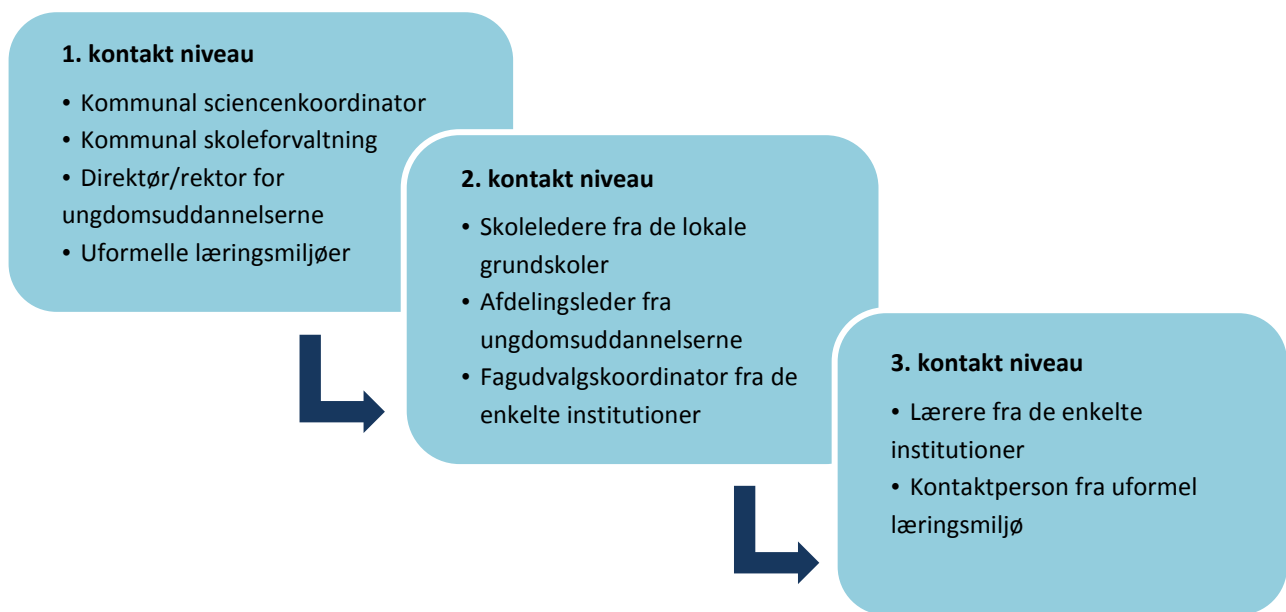 1. kontakt niveau
• Kommunal sciencenkoordinator
• Kommunal skoleforvaltning
• Direktør/rektor for
ungdomsuddannelserne
• Uformelle læringsmiljøer
2. kontakt niveau
• Skoleledere fra de lokale
grundskoler
• Afdelingsleder fra
ungdomsuddannelserne
• Fagudvalgskoordinator fra de
enkelte institutioner
3. kontakt niveau
• Lærere fra de enkelte
institutioner
• Kontaktperson fra uformel
læringsmiljø